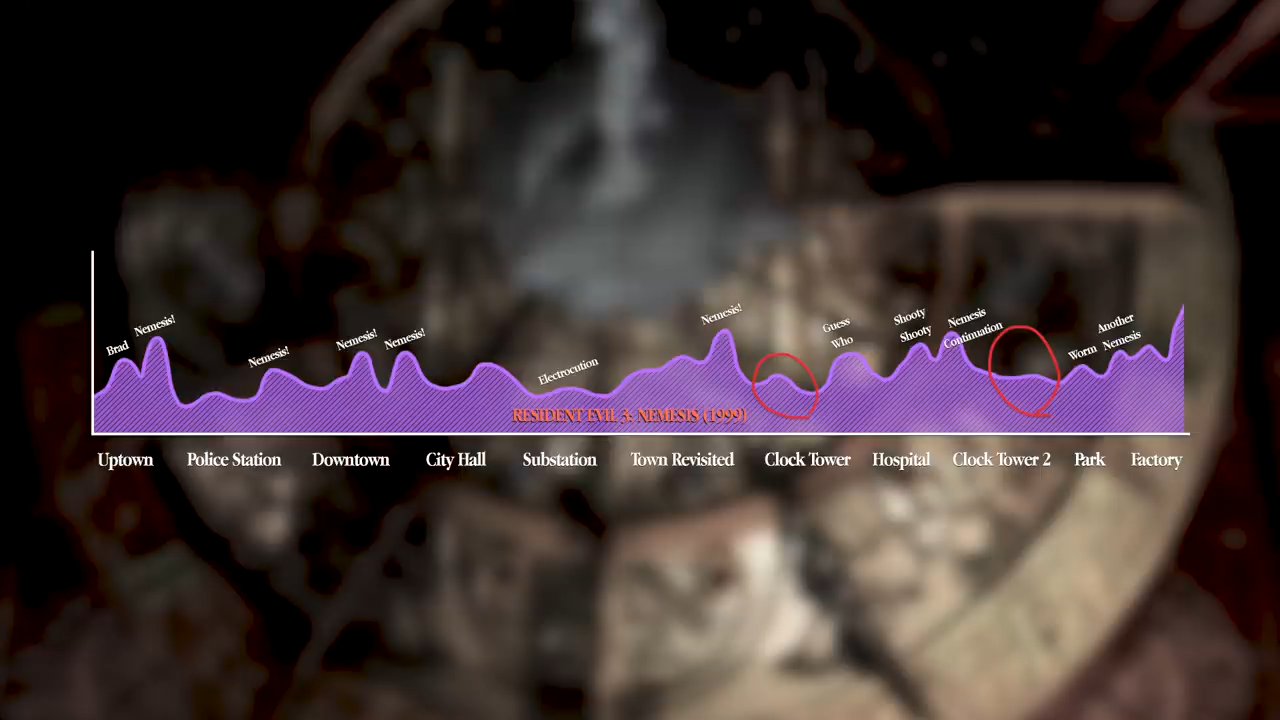 Brad
Nemesis!
Nemesis!
Nemesis!
Nemesis!
Electrocution
Nemesis!
Guess
Who
Shooty
Shooty
Nemesis
Continuation
Worm
Another
Nemesis
RESIDENT EVIL 3: NEMESIS (1999)
Uptown
Police Station
Downtown
City Hall
Substation
Town Revisited
Clock Tower
Hospital
Clock Tower 2
Park
Factory